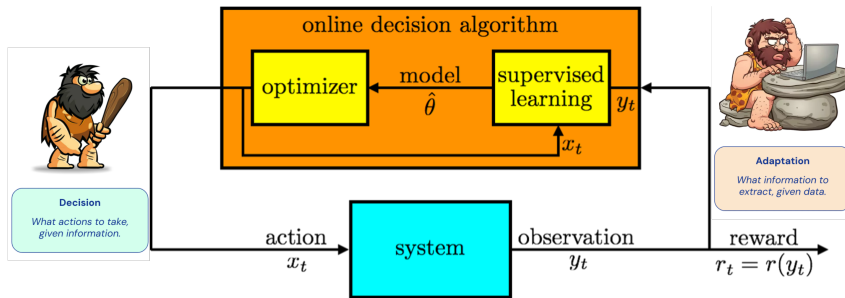 online decision algorithm
optimizer
model
θ̂
supervised
learning
y_t
x_t
Decision
What actions to take,
given information.
Adaptation
What information to
extract, given data.
action
x_t
system
observation
y_t
reward
r_t = r(y_t)